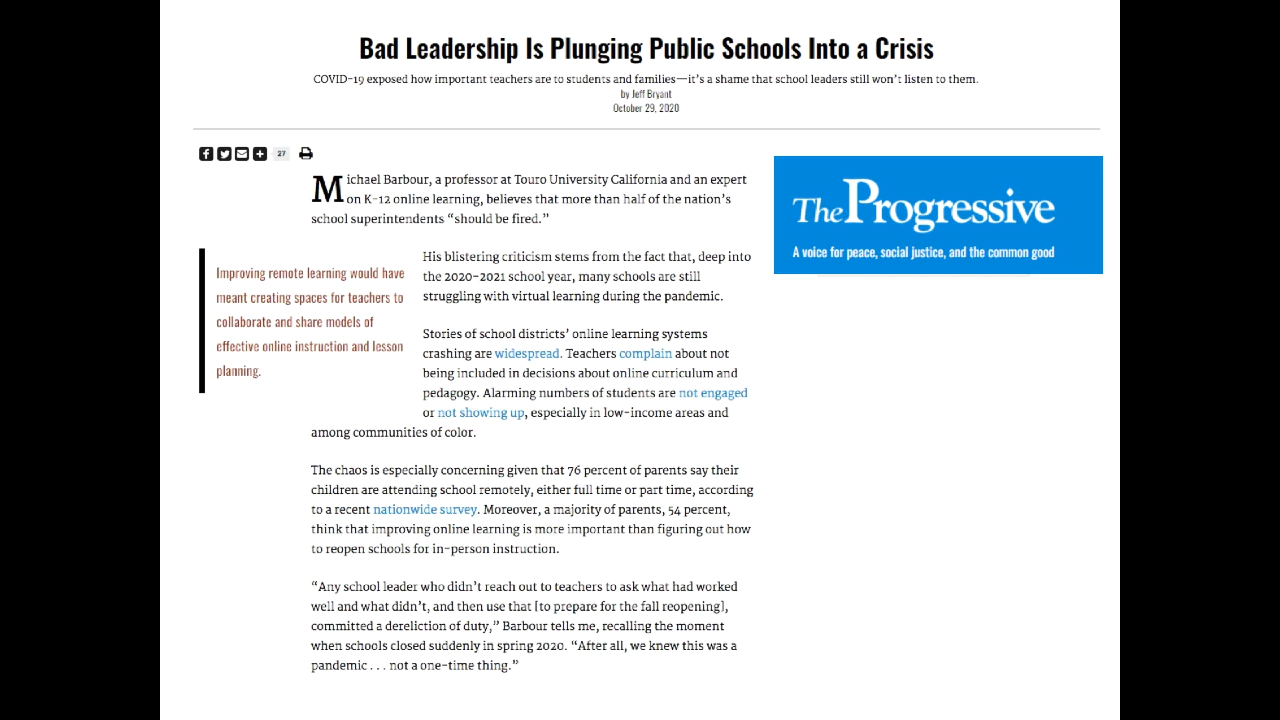 Bad Leadership Is Plunging Public Schools Into a Crisis
COVID-19 exposed how important teachers are to students and families—it's a shame that school leaders still won't listen to them.
by Jeff Bryant
October 29, 2020
27
Michael Barbour, a professor at Touro University California and an expert
on K-12 online learning, believes that more than half of the nation's
school superintendents “should be fired.”
The Progressive
A voice for peace, social justice, and the common good
Improving remote learning would have
meant creating spaces for teachers to
collaborate and share models of
effective online instruction and lesson
planning.
His blistering criticism stems from the fact that, deep into
the 2020-2021 school year, many schools are still
struggling with virtual learning during the pandemic.
Stories of school districts' online learning systems
crashing are widespread. Teachers complain about not
being included in decisions about online curriculum and
pedagogy. Alarming numbers of students are not engaged
or not showing up, especially in low-income areas and
among communities of color.
The chaos is especially concerning given that 76 percent of parents say their
children are attending school remotely, either full time or part time, according
to a recent nationwide survey. Moreover, a majority of parents, 54 percent,
think that improving online learning is more important than figuring out how
to reopen schools for in-person instruction.
“Any school leader who didn't reach out to teachers to ask what had worked
well and what didn't, and then use that [to prepare for the fall reopening],
committed a dereliction of duty,” Barbour tells me, recalling the moment
when schools closed suddenly in spring 2020. “After all, we knew this was a
pandemic . . . not a one-time thing.”